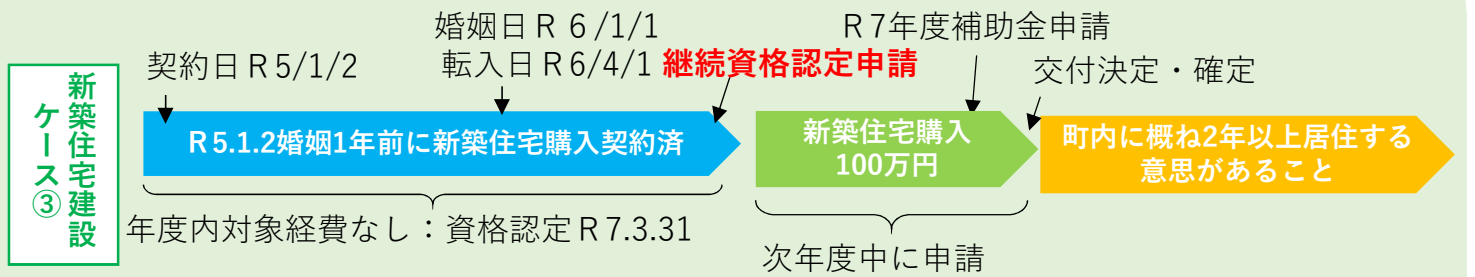 新築住宅建設
ケース③
契約日Ｒ5/1/2
婚姻日Ｒ６/1/1
転入日Ｒ6/4/1 継続資格認定申請
Ｒ7年度補助金申請
交付決定・確定
Ｒ5.1.2婚姻1年前に新築住宅購入契約済
新築住宅購入
100万円
町内に概ね2年以上居住する
意思があること
年度内対象経費なし：資格認定Ｒ7.3.31
次年度中に申請